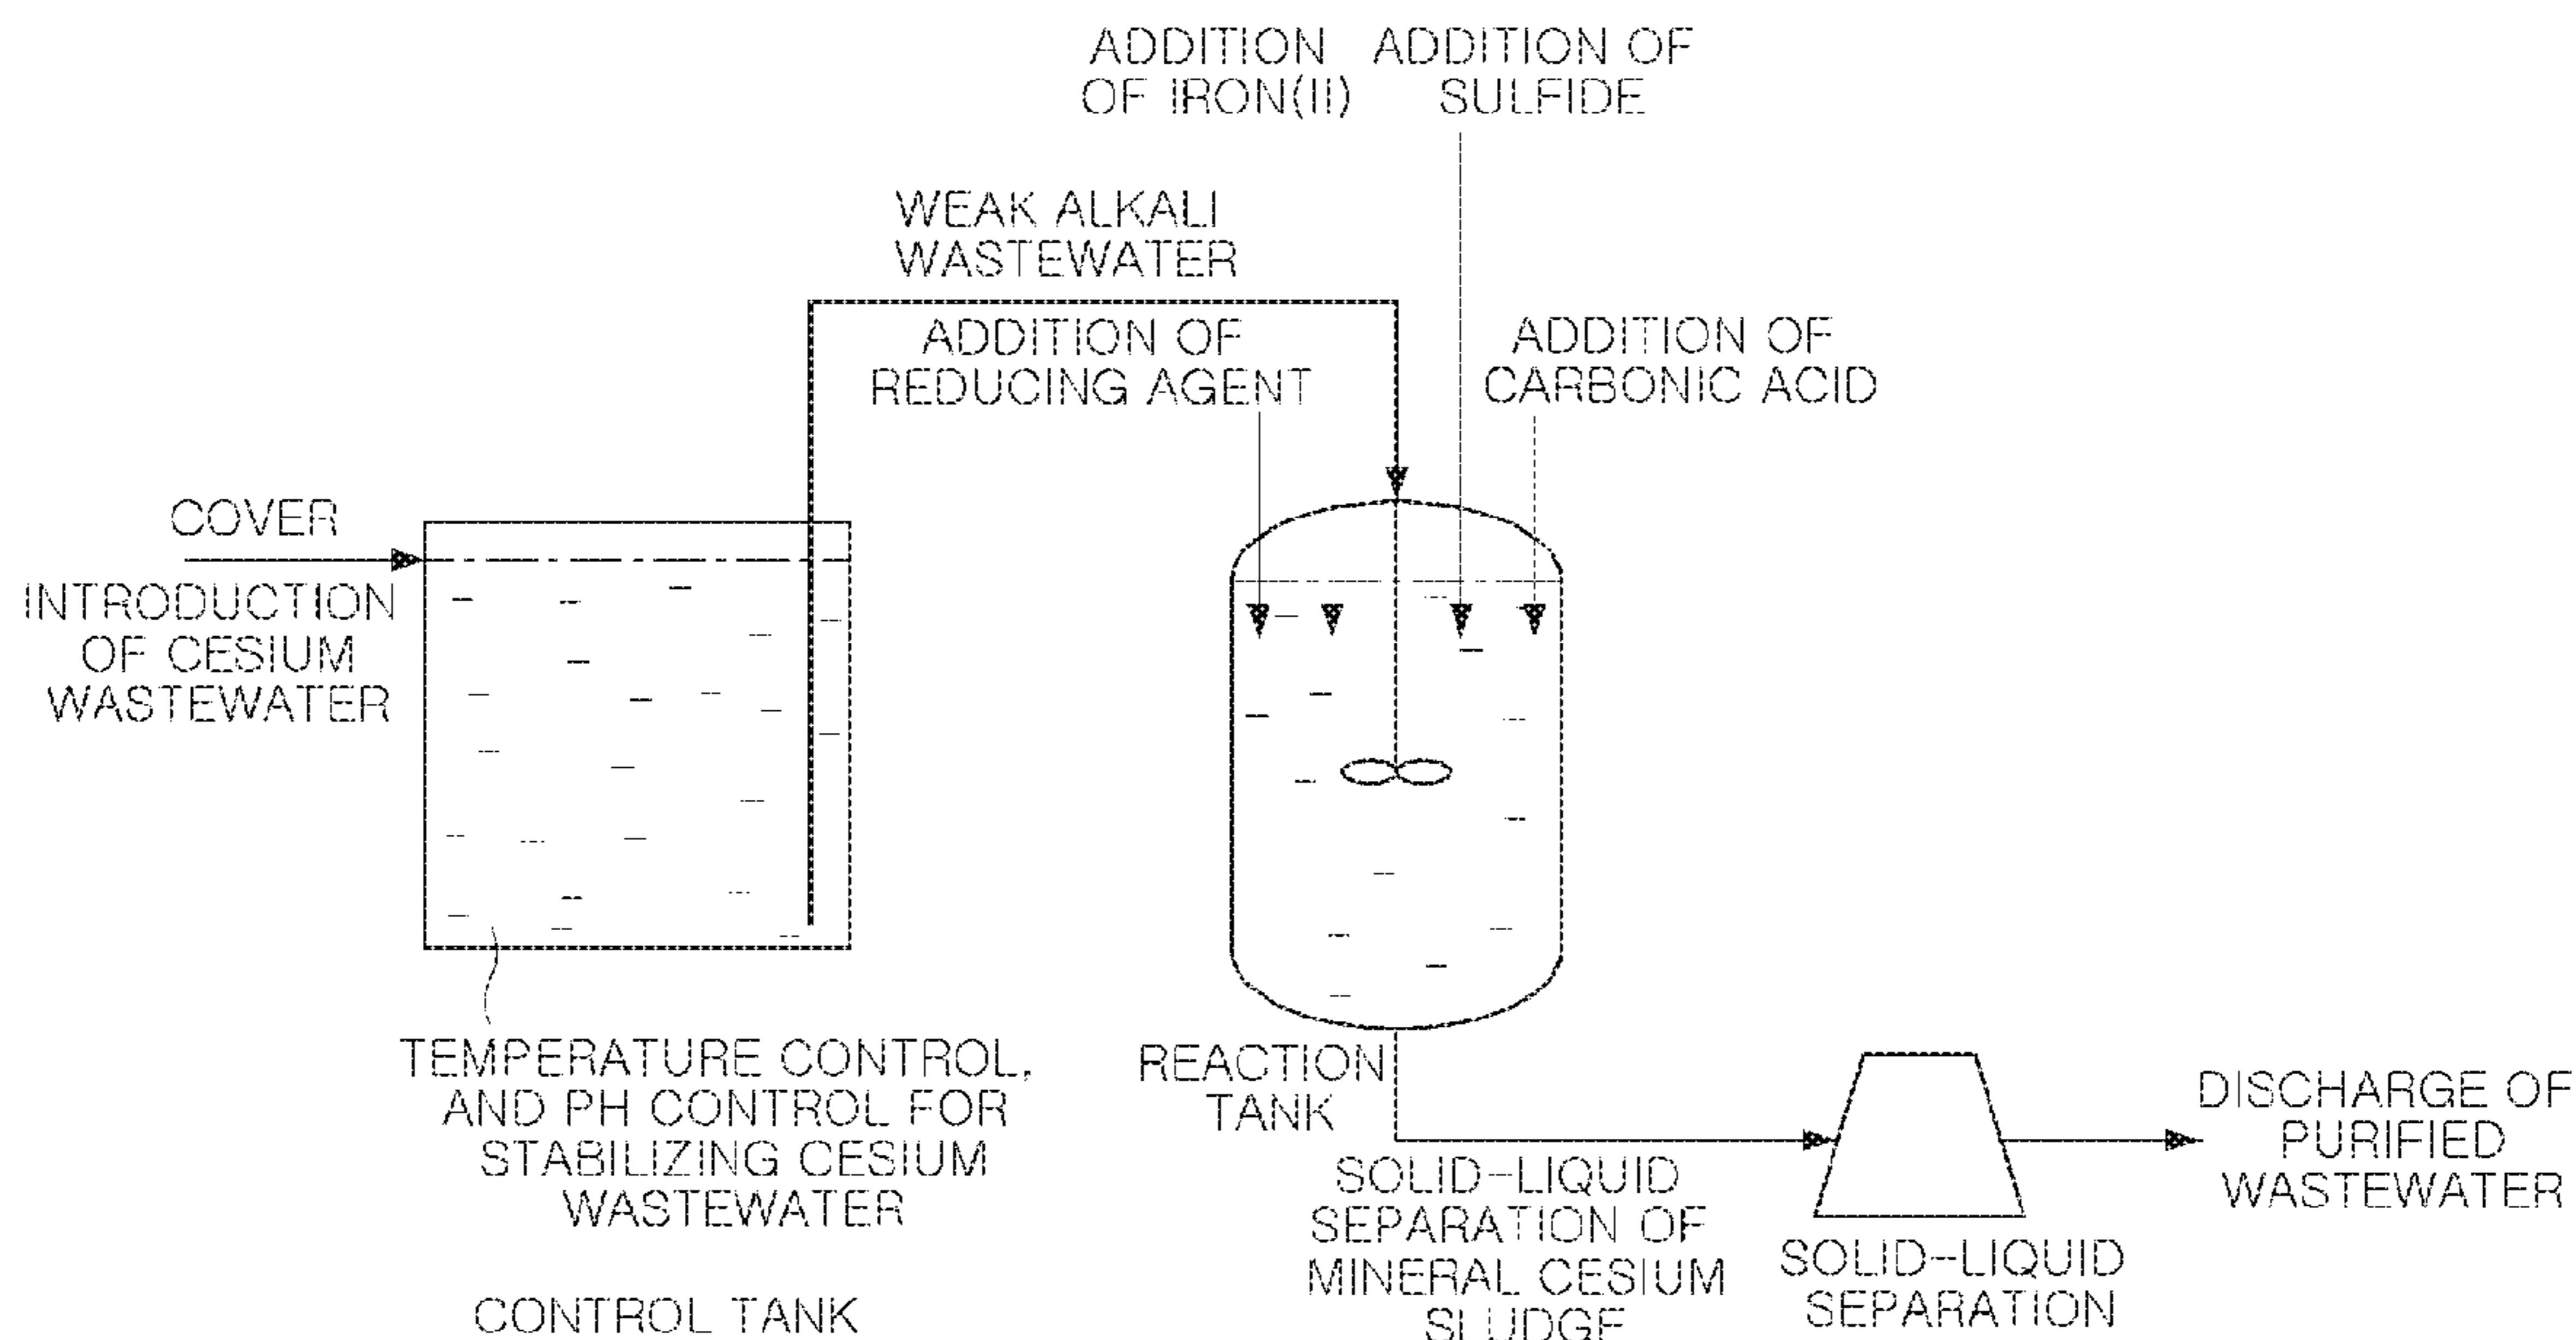 ADDITION
OF IRON(II)
ADDITION OF
SULFIDE
WEAK ALKALI
WASTEWATER
ADDITION OF
REDUCING AGENT
ADDITION OF
CARBONIC ACID
COVER
INTRODUCTION
OF CESIUM
WASTEWATER
TEMPERATURE CONTROL,
AND PH CONTROL FOR
STABILIZING CESIUM
WASTEWATER
CONTROL TANK
REACTION
TANK
SOLID-LIQUID
SEPARATION OF
MINERAL CESIUM
SLUDGE
SOLID-LIQUID
SEPARATION
DISCHARGE OF
PURIFIED
WASTEWATER